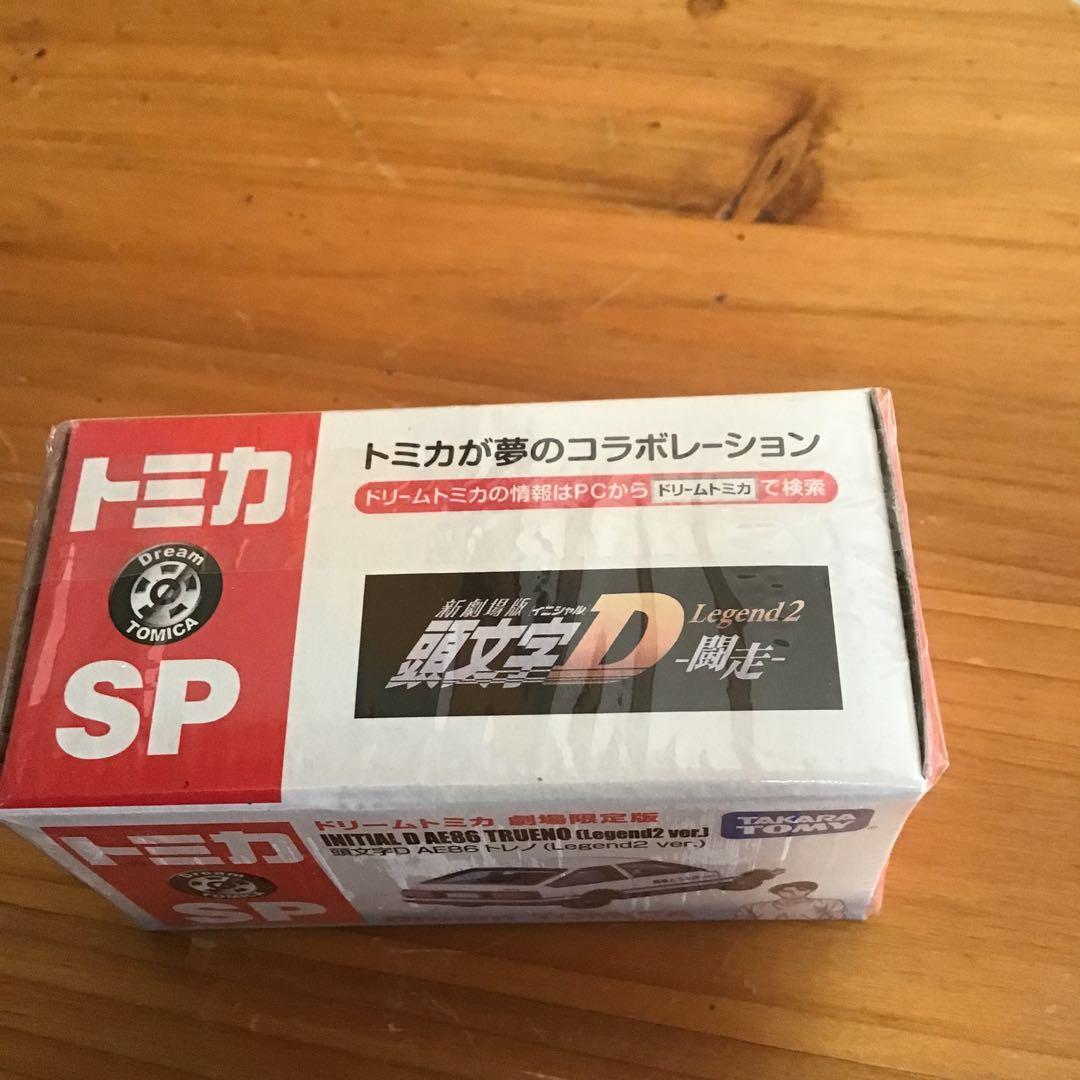 トミカ
Dream
TOMICA
SP
トミカが夢のコラボレーション
ドリームトミカの情報はPCから ドリームトミカ で検索
新劇場版 イニシャル
頭文字D Legend2
-闘走-
トミカ
Dream
TOMICA
SP
ドリームトミカ 劇場限定版
INITIAL D AE86 TRUENO (Legend2 ver.)
頭文字D AE86 トレノ (Legend2 ver.)
TAKARA
TOMY